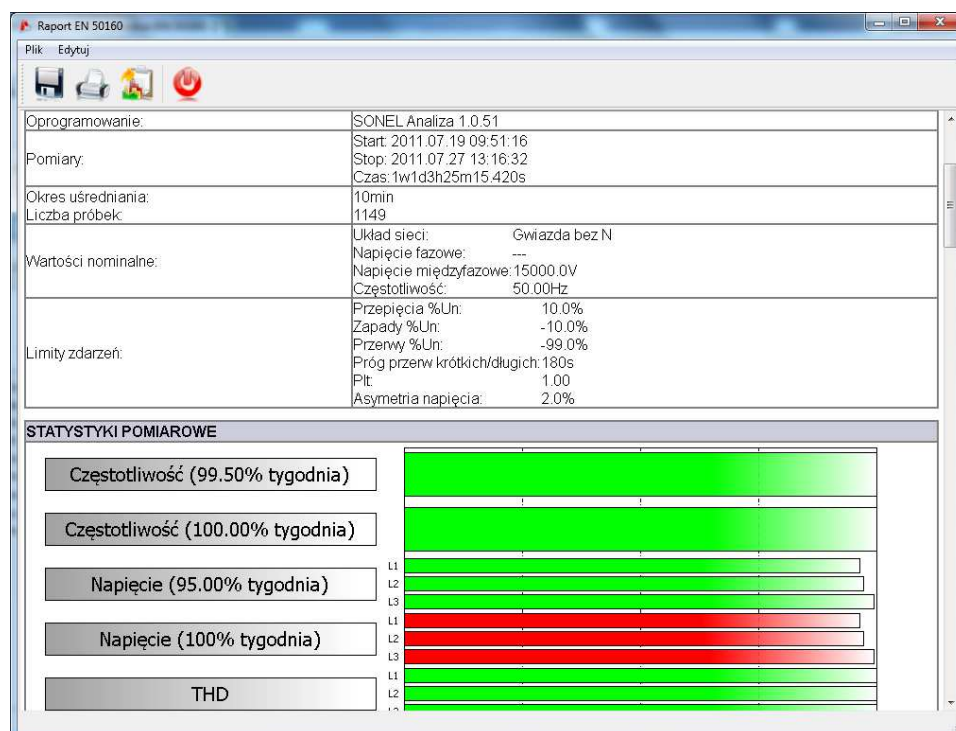 Raport EN 50160
Plik Edytuj
Oprogramowanie: SONEL Analiza 1.0.51
Pomiary:
Start: 2011.07.19 09:51:16
Stop: 2011.07.27 13:16:32
Czas:1w1d3h25m15.420s
Okres uśredniania: 10min
Liczba próbek: 1149
Wartości nominalne:
Układ sieci: Gwiazda bez N
Napięcie fazowe: ---
Napięcie międzyfazowe:15000.0V
Częstotliwość: 50.00Hz
Limity zdarzeń:
Przepięcia %Un: 10.0%
Zapady %Un: -10.0%
Przerwy %Un: -99.0%
Próg przerw krótkich/długich:180s
Plt: 1.00
Asymetria napięcia: 2.0%
STATYSTYKI POMIAROWE
Częstotliwość (99.50% tygodnia)
Częstotliwość (100.00% tygodnia)
Napięcie (95.00% tygodnia)
L1
L2
L3
Napięcie (100% tygodnia)
L1
L2
L3
THD
L1
L2